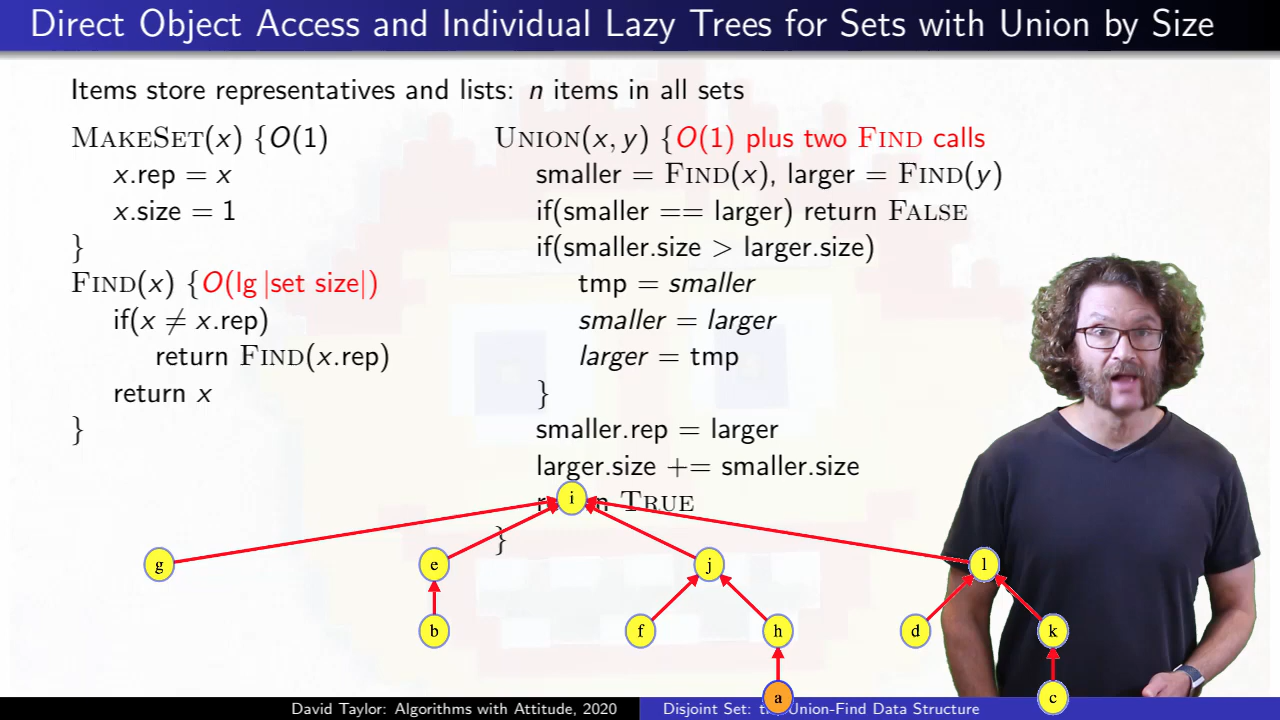 Direct Object Access and Individual Lazy Trees for Sets with Union by Size
Items store representatives and lists: n items in all sets
MAKESET(x) {O(1)
x.rep = x
x.size = 1
}
FIND(x) {O(lg |set size|)
if(x ≠ x.rep)
return FIND(x.rep)
return x
}
UNION(x, y) {O(1) plus two FIND calls
smaller = FIND(x), larger = FIND(y)
if(smaller == larger) return FALSE
if(smaller.size > larger.size)
tmp = smaller
smaller = larger
larger = tmp
}
smaller.rep = larger
larger.size += smaller.size
TRUE
}
i
g e j l
b f h d k
a c
David Taylor: Algorithms with Attitude, 2020
Disjoint Set: Union-Find Data Structure